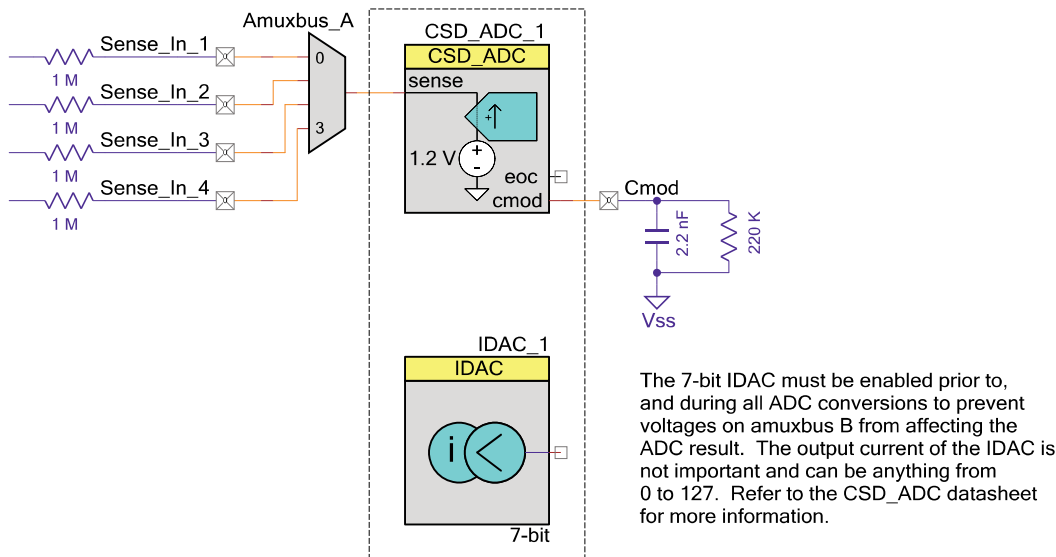 Amuxbus_A
Sense_In_1
1 M
Sense_In_2
1 M
Sense_In_3
1 M
Sense_In_4
1 M
0
3
CSD_ADC_1
CSD_ADC
sense
+
1.2 V
+
-
eoc
cmod
Cmod
2.2 nF
220 K
Vss
IDAC_1
IDAC
i
7-bit
The 7-bit IDAC must be enabled prior to,
and during all ADC conversions to prevent
voltages on amuxbus B from affecting the
ADC result. The output current of the IDAC is
not important and can be anything from
0 to 127. Refer to the CSD_ADC datasheet
for more information.